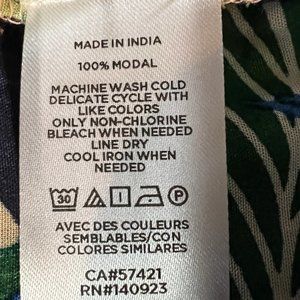 MADE IN INDIA
100% MODAL
MACHINE WASH COLD
DELICATE CYCLE WITH
LIKE COLORS
ONLY NON-CHLORINE
BLEACH WHEN NEEDED
LINE DRY
COOL IRON WHEN
NEEDED
30 P
AVEC DES COULEURS
SEMBLABLES/CON
COLORES SIMILARES
CA#57421
RN#140923